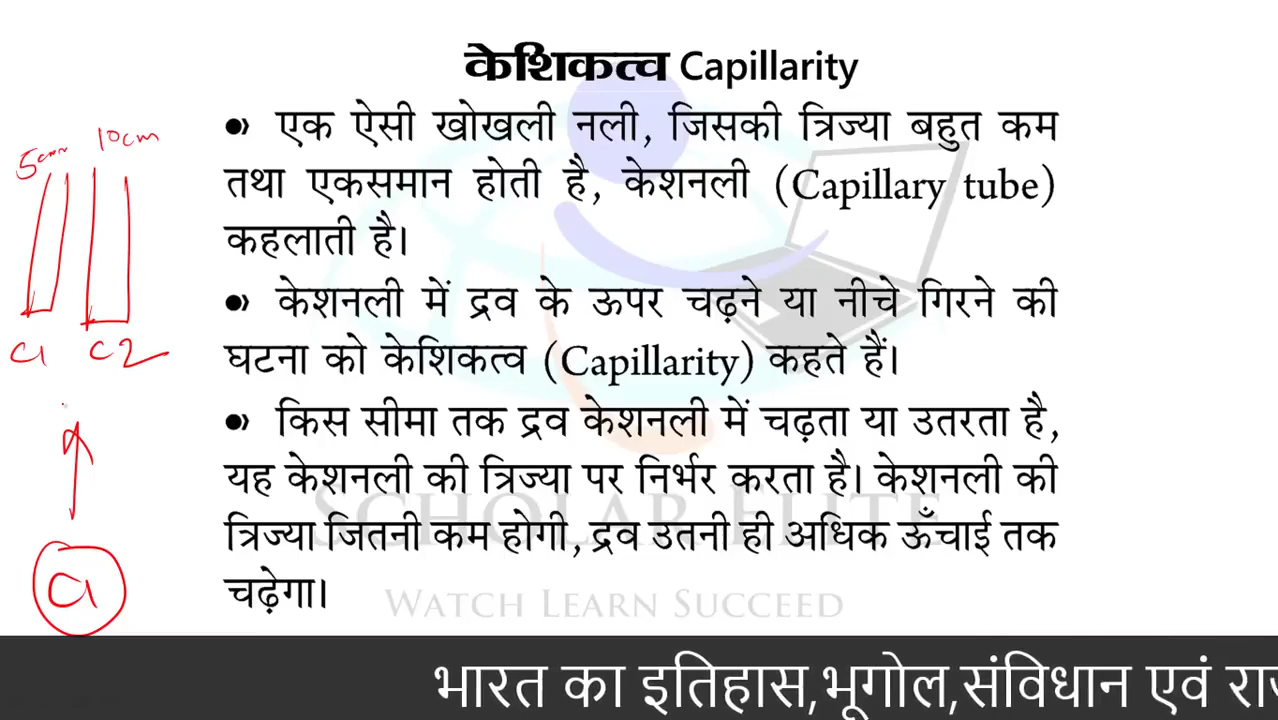 केशिकत्व Capillarity
•» एक ऐसी खोखली नली, जिसकी त्रिज्या बहुत कम
तथा एकसमान होती है, केशनली (Capillary tube)
कहलाती है।
•» केशनली में द्रव के ऊपर चढ़ने या नीचे गिरने की
घटना को केशिकत्व (Capillarity) कहते हैं।
•» किस सीमा तक द्रव केशनली में चढ़ता या उतरता है,
यह केशनली की त्रिज्या पर निर्भर करता है। केशनली की
त्रिज्या जितनी कम होगी, द्रव उतनी ही अधिक ऊँचाई तक
चढ़ेगा।
5cm 10cm
C1 C2
C1
SCHOLAR ELITE
WATCH LEARN SUCCEED
भारत का इतिहास,भूगोल,संविधान एवं